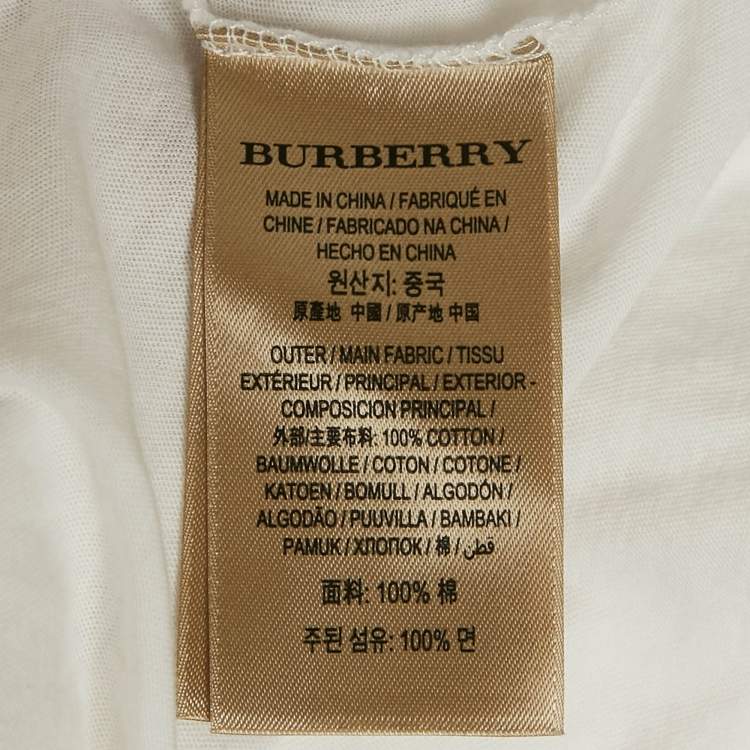 BURBERRY
MADE IN CHINA / FABRIQUÉ EN
CHINE / FABRICADO NA CHINA /
HECHO EN CHINA
원산지: 중국
原產地 中國 / 原产地 中国
OUTER / MAIN FABRIC / TISSU
EXTÉRIEUR / PRINCIPAL / EXTERIOR -
COMPOSICION PRINCIPAL /
外部/主要布料: 100% COTTON /
BAUMWOLLE / COTON / COTONE /
KATOEN / BOMULL / ALGODÓN /
ALGODÃO / PUUVILLA / BAMBAKI /
PAMUK / ХЛОПОК / 棉 / قطن
面料: 100% 棉
주된 섬유: 100% 면